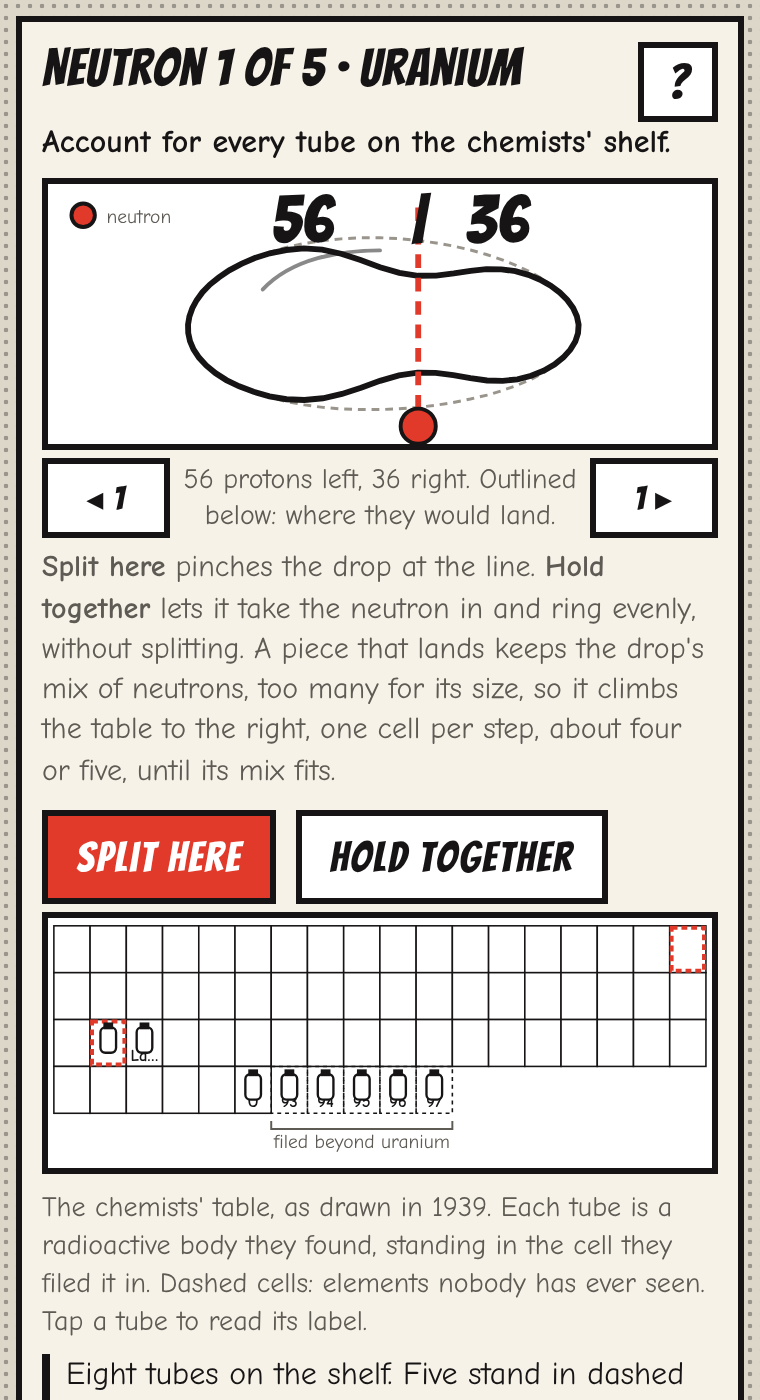 NEUTRON 1 OF 5 · URANIUM
?
Account for every tube on the chemists' shelf.
neutron
56 / 36
◂ 1
56 protons left, 36 right. Outlined
below: where they would land.
1 ▸
Split here pinches the drop at the line. Hold
together lets it take the neutron in and ring evenly,
without splitting. A piece that lands keeps the drop's
mix of neutrons, too many for its size, so it climbs
the table to the right, one cell per step, about four
or five, until its mix fits.
SPLIT HERE
HOLD TOGETHER
La...
93 94 95 96 97
filed beyond uranium
The chemists' table, as drawn in 1939. Each tube is a
radioactive body they found, standing in the cell they
filed it in. Dashed cells: elements nobody has ever seen.
Tap a tube to read its label.
Eight tubes on the shelf. Five stand in dashed